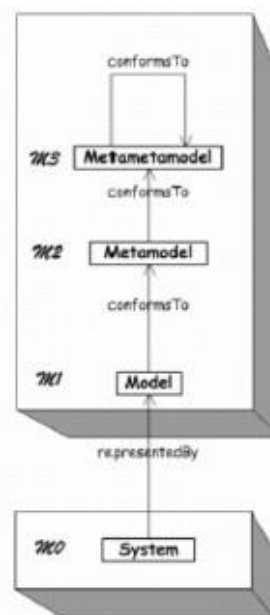 conformsTo
M3 Metametamodel
conformsTo
M2 Metamodel
conformsTo
M1 Model
representedBy
M0 System